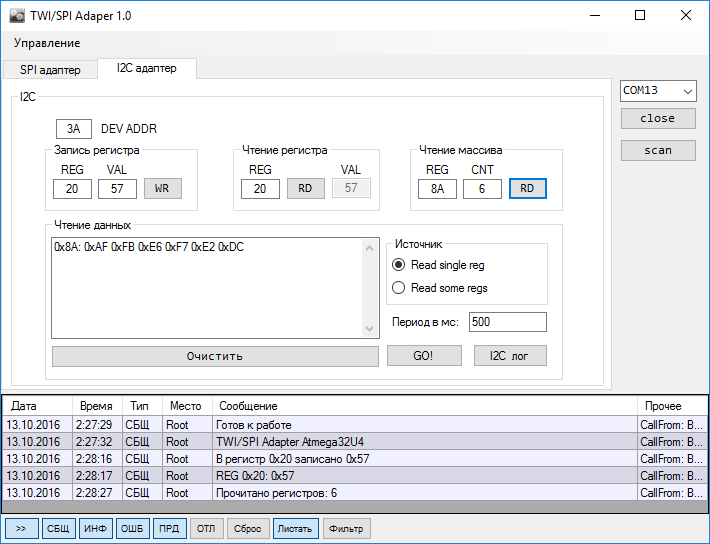 TWI/SPI Adaper 1.0
Управление
SPI адаптер I2C адаптер
COM13
close
scan
I2C
3A DEV ADDR
Запись регистра
REG VAL
20 57 WR
Чтение регистра
REG VAL
20 RD 57
Чтение массива
REG CNT
8A 6 RD
Чтение данных
0x8A: 0xAF 0xFB 0xE6 0xF7 0xE2 0xDC
Очистить
Источник
Read single reg
Read some regs
Период в мс: 500
GO! I2C лог
Дата Время Тип Место Сообщение Прочее
13.10.2016 2:27:29 СБЩ Root Готов к работе CallFrom: B...
13.10.2016 2:27:32 СБЩ Root TWI/SPI Adapter Atmega32U4 CallFrom: B...
13.10.2016 2:28:16 СБЩ Root В регистр 0x20 записано 0x57 CallFrom: B...
13.10.2016 2:28:17 СБЩ Root REG 0x20: 0x57 CallFrom: B...
13.10.2016 2:28:27 СБЩ Root Прочитано регистров: 6 CallFrom: B...
>> СБЩ ИНФ ОШБ ПРД ОТЛ Сброс Листать Фильтр